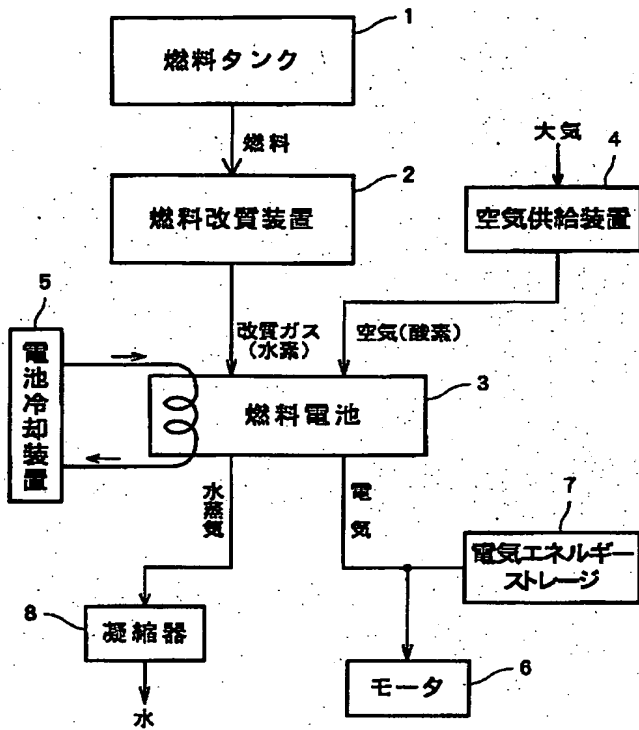 1
燃料タンク
燃料
大気
4
2
燃料改質装置
空気供給装置
5
改質ガス
(水素)
空気(酸素)
電池冷却装置
3
燃料電池
水蒸気
電気
7
電気エネルギー
ストレージ
8
凝縮器
6
モータ
水